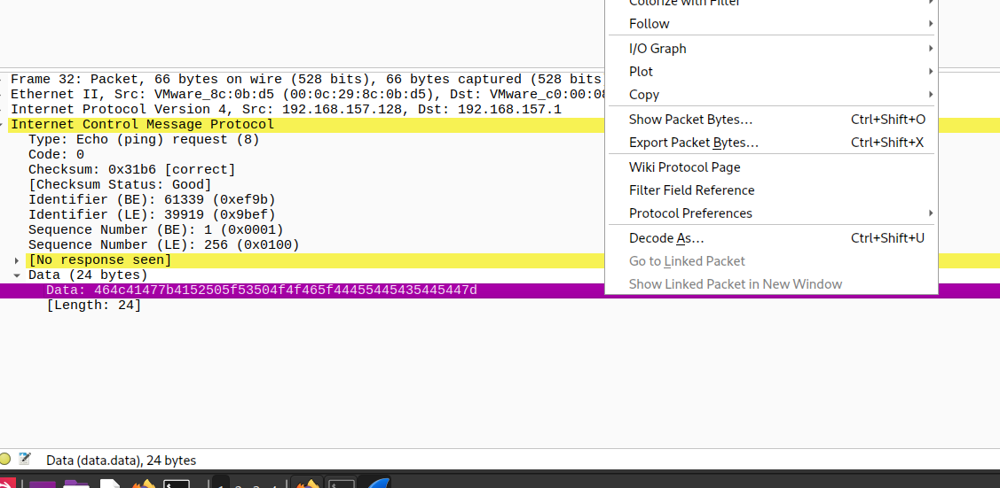 Colorize with Filter
Follow
I/O Graph
Plot
Copy
Show Packet Bytes… Ctrl+Shift+O
Export Packet Bytes… Ctrl+Shift+X
Wiki Protocol Page
Filter Field Reference
Protocol Preferences
Decode As… Ctrl+Shift+U
Go to Linked Packet
Show Linked Packet in New Window
Frame 32: Packet, 66 bytes on wire (528 bits), 66 bytes captured (528 bits
Ethernet II, Src: VMware_8c:0b:d5 (00:0c:29:8c:0b:d5), Dst: VMware_c0:00:08
Internet Protocol Version 4, Src: 192.168.157.128, Dst: 192.168.157.1
Internet Control Message Protocol
Type: Echo (ping) request (8)
Code: 0
Checksum: 0x31b6 [correct]
[Checksum Status: Good]
Identifier (BE): 61339 (0xef9b)
Identifier (LE): 39919 (0x9bef)
Sequence Number (BE): 1 (0x0001)
Sequence Number (LE): 256 (0x0100)
[No response seen]
Data (24 bytes)
Data: 464c41477b4152505f53504f4f465f44455445435445447d
[Length: 24]
Data (data.data), 24 bytes